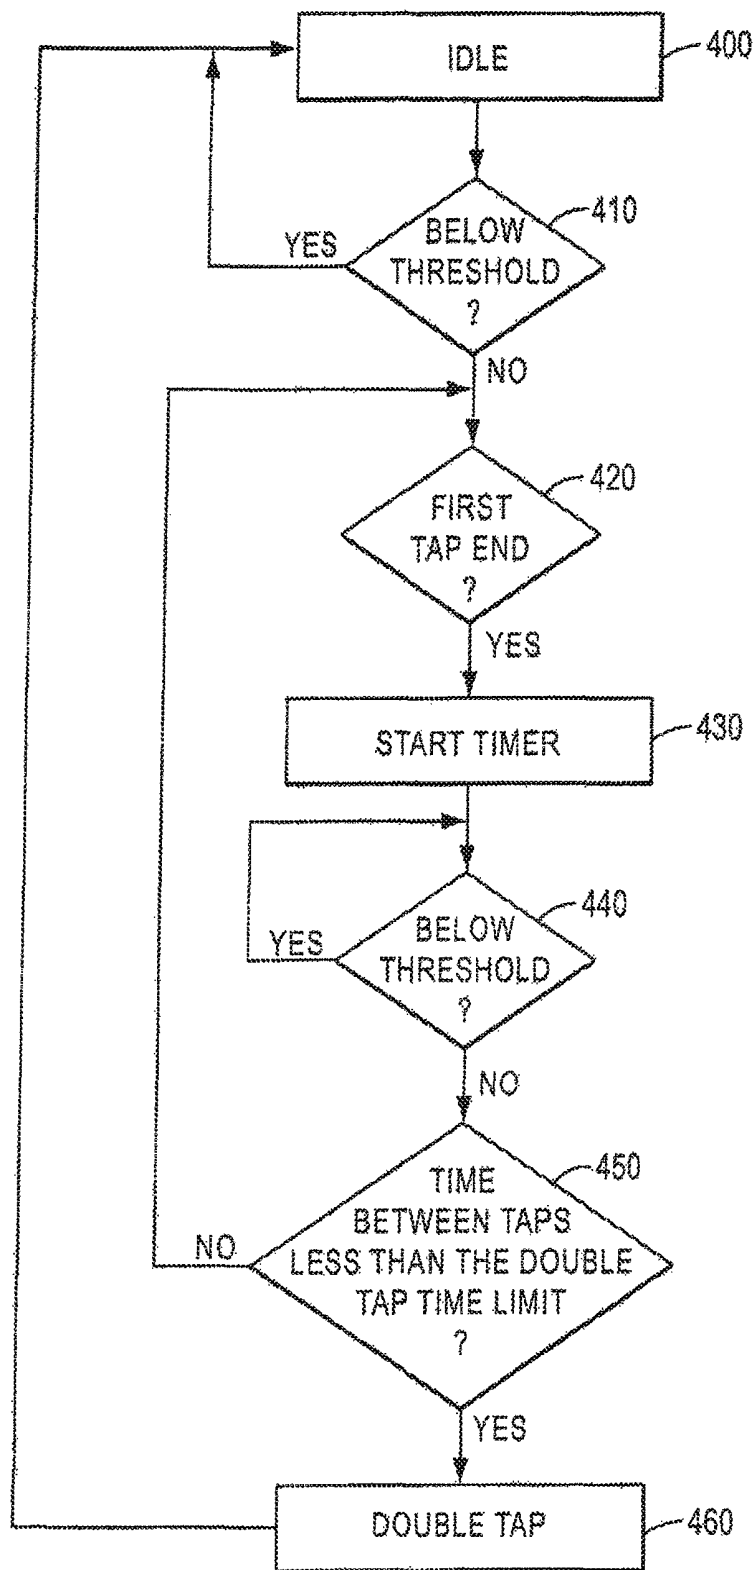 IDLE
400
BELOW
THRESHOLD
?
410
YES
NO
FIRST
TAP END
?
420
YES
START TIMER
430
BELOW
THRESHOLD
?
440
YES
NO
TIME
BETWEEN TAPS
LESS THAN THE DOUBLE
TAP TIME LIMIT
?
450
NO
YES
DOUBLE TAP
460